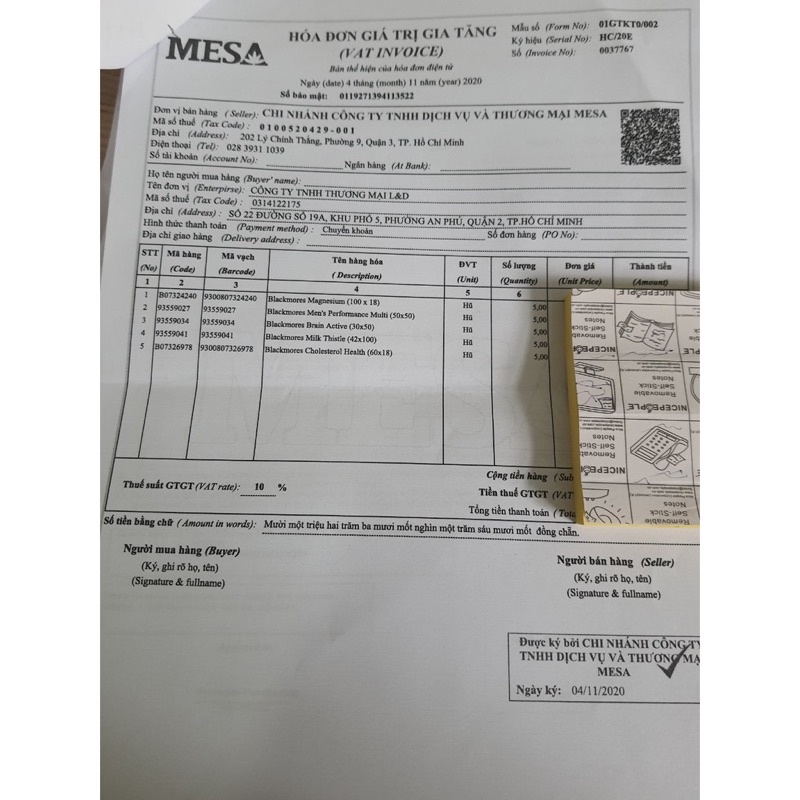 MESA
HÓA ĐƠN GIÁ TRỊ GIA TĂNG
(VAT INVOICE)
Bản thể hiện của hóa đơn điện tử
Ngày (date) 4 tháng (month) 11 năm (year) 2020
Số bảo mật: 0119271394113522
Mẫu số (Form No): 01GTKT0/002
Ký hiệu (Serial No): HC/20E
Số (Invoice No): 0037767
Đơn vị bán hàng (Seller): CHI NHÁNH CÔNG TY TNHH DỊCH VỤ VÀ THƯƠNG MẠI MESA
Mã số thuế (Tax Code): 0100520429-001
Địa chỉ (Address): 202 Lý Chính Thắng, Phường 9, Quận 3, TP. Hồ Chí Minh
Điện thoại (Tel): 028 3931 1039
Số tài khoản (Account No): Ngân hàng (At Bank):
Họ tên người mua hàng (Buyer' name):
Tên đơn vị (Enterpirse): CÔNG TY TNHH THƯƠNG MẠI L&D
Mã số thuế (Tax Code): 0314122175
Địa chỉ (Address): SỐ 22 ĐƯỜNG SỐ 19A, KHU PHỐ 5, PHƯỜNG AN PHÚ, QUẬN 2, TP.HỒ CHÍ MINH
Hình thức thanh toán (Payment method): Chuyển khoản Số đơn hàng (PO No):
Địa chỉ giao hàng (Delivery address):
STT Mã hàng Mã vạch Tên hàng hóa ĐVT Số lượng Đơn giá Thành tiền
(No) (Code) (Barcode) ( Description) (Unit) (Quantity) (Unit Price) (Amount)
1 2 3 4 5 6
1 B07324240 9300807324240 Blackmores Magnesium (100 x 18) Hũ 5,00
2 93559027 93559027 Blackmores Men's Performance Multi (50x50) Hũ 5,00
3 93559034 93559034 Blackmores Brain Active (30x50) Hũ 5,00
4 93559041 93559041 Blackmores Milk Thistle (42x100) Hũ 5,00
5 B07326978 9300807326978 Blackmores Cholesterol Health (60x18) Hũ 5,00
NICEPEOPLE
Removable
Self-Stick
Notes
NICEPEOPLE
Removable
Self-Stick
Notes
NICEPEOPLE
Removable
Self-Stick
Notes
NICEPEOPLE
Removable
Self-Stick
Cộng tiền hàng (Sub
Thuế suất GTGT (VAT rate): 10 % Tiền thuế GTGT (VAT
Tổng tiền thanh toán (Tota
Số tiền bằng chữ (Amount in words): Mười một triệu hai trăm ba mươi mốt nghìn một trăm sáu mươi mốt đồng chẵn.
Người mua hàng (Buyer) Người bán hàng (Seller)
(Ký, ghi rõ họ, tên) (Ký, ghi rõ họ, tên)
(Signature & fullname) (Signature & fullname)
Được ký bởi CHI NHÁNH CÔNG TY
TNHH DỊCH VỤ VÀ THƯƠNG MẠI
MESA
Ngày ký: 04/11/2020